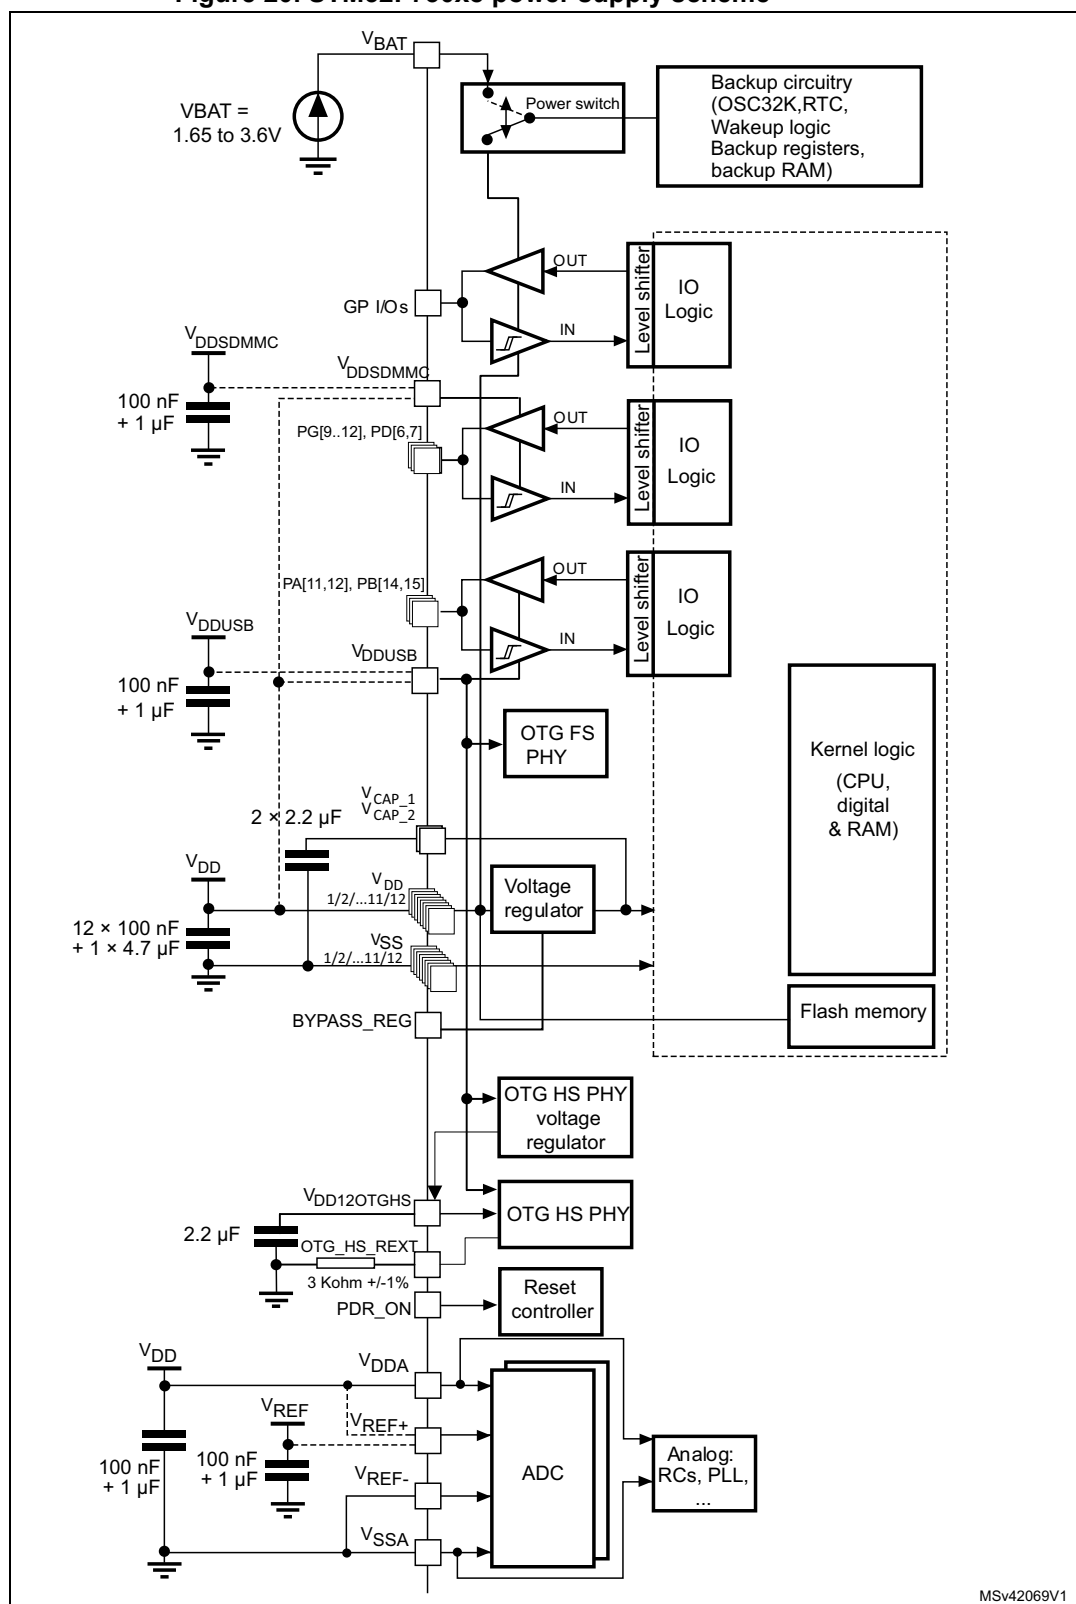 VBAT
VBAT =
1.65 to 3.6V
Power switch
Backup circuitry
(OSC32K,RTC,
Wakeup logic
Backup registers,
backup RAM)
OUT
GP I/Os
IN
Level shifter
IO
Logic
VDDSDMMC
VDDSDMMC
100 nF
+ 1 µF
PG[9..12], PD[6,7]
OUT
IN
Level shifter
IO
Logic
PA[11,12], PB[14,15]
OUT
IN
Level shifter
IO
Logic
VDDUSB
VDDUSB
100 nF
+ 1 µF
OTG FS
PHY
Kernel logic
(CPU,
digital
& RAM)
VCAP_1
VCAP_2
2 × 2.2 µF
VDD
VDD
1/2/...11/12
Voltage
regulator
12 × 100 nF
+ 1 × 4.7 µF
VSS
1/2/...11/12
BYPASS_REG
Flash memory
OTG HS PHY
voltage
regulator
VDD12OTGHS
OTG HS PHY
2.2 µF
OTG_HS_REXT
3 Kohm +/-1%
PDR_ON
Reset
controller
VDD
VDDA
VREF
VREF+
100 nF
+ 1 µF
100 nF
+ 1 µF
VREF-
ADC
Analog:
RCs, PLL,
...
VSSA
MSv42069V1